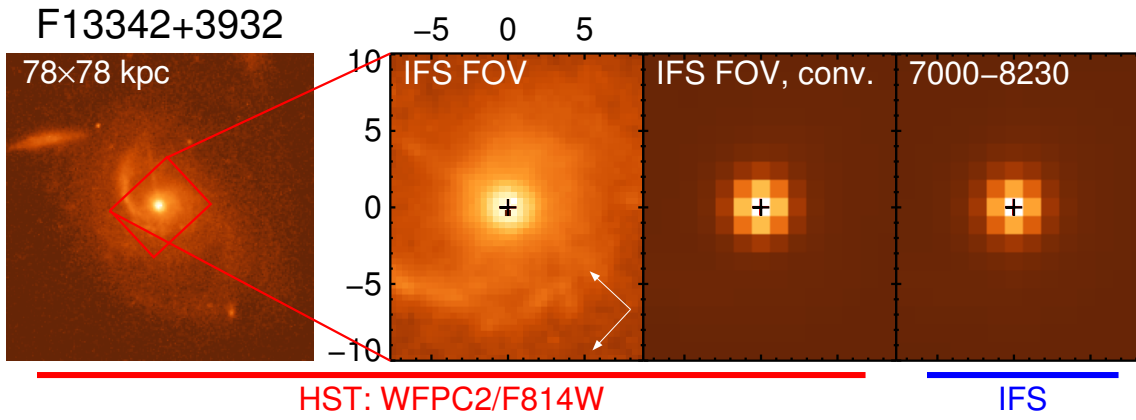 F13342+3932
−5 0 5
78×78 kpc
IFS FOV
IFS FOV, conv.
7000−8230
10
5
0
−5
−10
HST: WFPC2/F814W
IFS